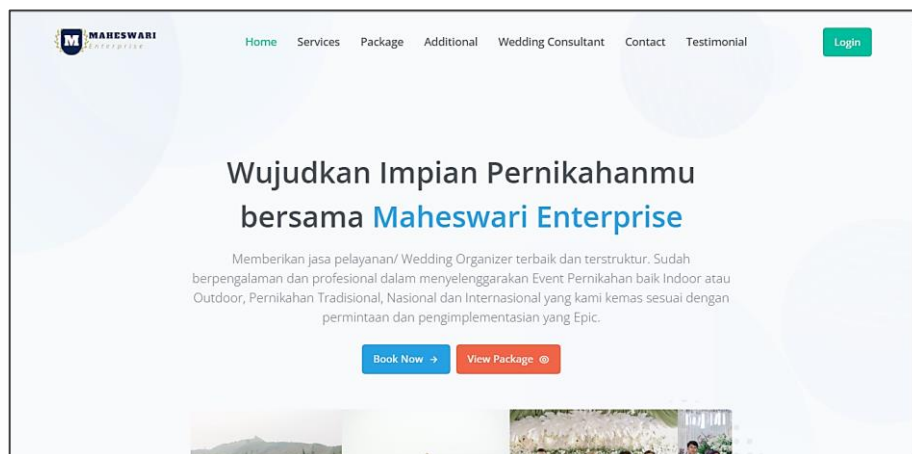 MAHESWARI
Enterprise
Home Services Package Additional Wedding Consultant Contact Testimonial
Login
Wujudkan Impian Pernikahanmu
bersama Maheswari Enterprise
Memberikan jasa pelayanan/ Wedding Organizer terbaik dan terstruktur. Sudah
berpengalaman dan profesional dalam menyelenggarakan Event Pernikahan baik Indoor atau
Outdoor, Pernikahan Tradisional, Nasional dan Internasional yang kami kemas sesuai dengan
permintaan dan pengimplementasian yang Epic.
Book Now → View Package